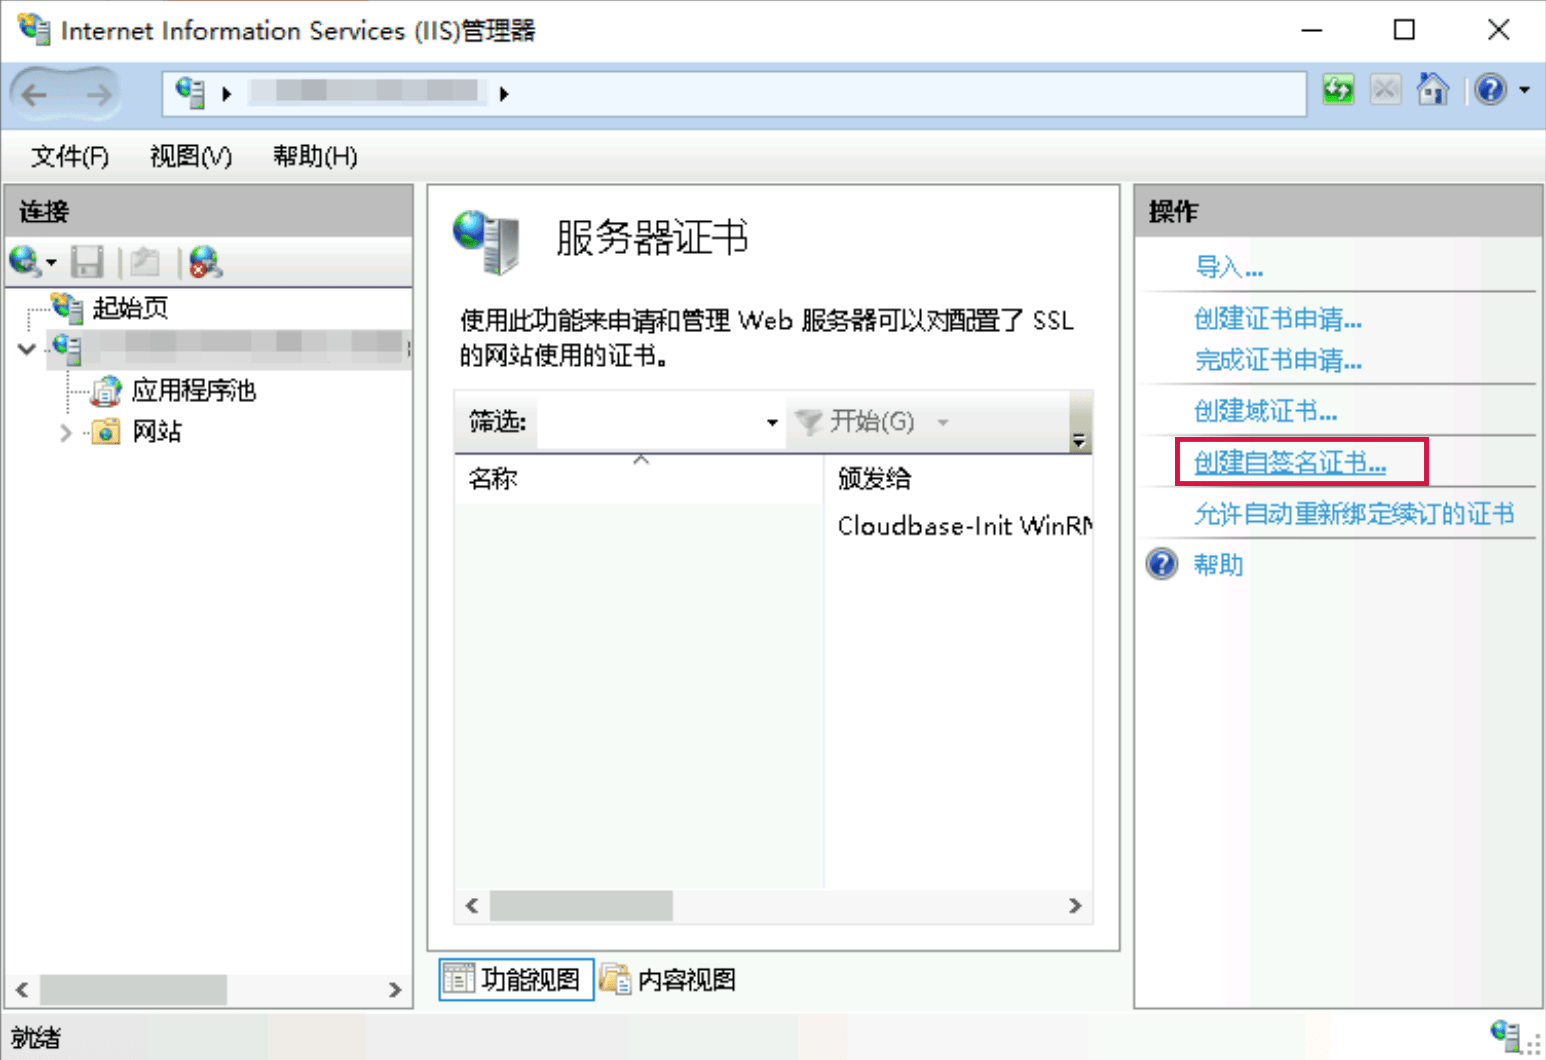 Internet Information Services (IIS)管理器
文件(F) 视图(V) 帮助(H)
连接
起始页
应用程序池
网站
服务器证书
使用此功能来申请和管理 Web 服务器可以对配置了 SSL
的网站使用的证书。
筛选:
开始(G)
名称
颁发给
Cloudbase-Init WinRM
功能视图
内容视图
操作
导入...
创建证书申请...
完成证书申请...
创建域证书...
创建自签名证书...
允许自动重新绑定续订的证书
帮助
就绪